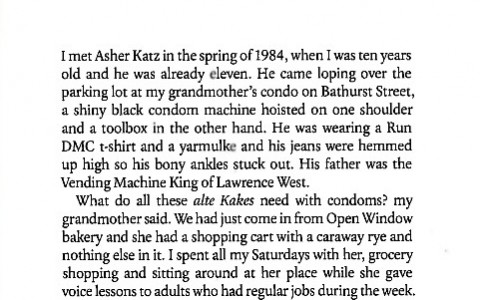 I met Asher Katz in the spring of 1984, when I was ten years
old and he was already eleven. He came loping over the
parking lot at my grandmother's condo on Bathurst Street,
a shiny black condom machine hoisted on one shoulder
and a toolbox in the other hand. He was wearing a Run
DMC t-shirt and a yarmulke and his jeans were hemmed
up high so his bony ankles stuck out. His father was the
Vending Machine King of Lawrence West.
What do all these alte Kakes need with condoms? my
grandmother said. We had just come in from Open Window
bakery and she had a shopping cart with a caraway rye and
nothing else in it. I spent all my Saturdays with her, grocery
shopping and sitting around at her place while she gave
voice lessons to adults who had regular jobs during the week.